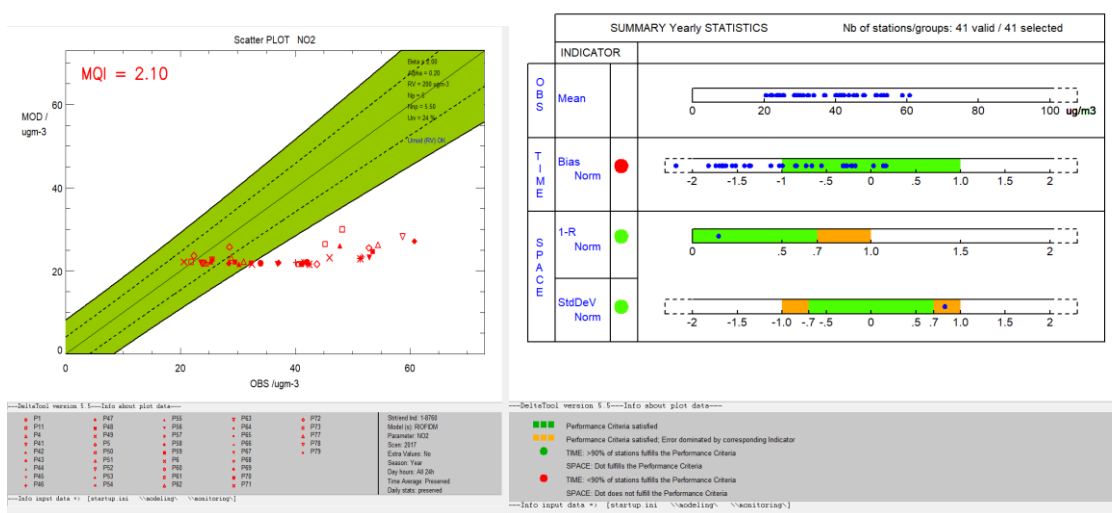 Scatter PLOT NO2
MQI = 2.10
Beta = 2.00
Alpha = 0.20
RV = 200 ugm-3
Np = 5
Nnp = 5.50
Urv = 24 %
Umod (RV) OK
MOD /
ugm-3
60
40
20
0
0 20 40 60
OBS /ugm-3
---DeltaTool version 5.5---Info about plot data---
P1 P47 P55 P63 P72
P11 P48 P56 P64 P73
P4 P49 P57 P65 P77
P41 P5 P58 P66 P78
P42 P50 P59 P67 P79
P43 P51 P6 P68
P44 P52 P60 P69
P45 P53 P61 P70
P46 P54 P62 P71
Strt/end Ind: 1-8760
Model (s): RIOFIDM
Parameter: NO2
Scen: 2017
Extra Values: No
Season: Year
Day hours: All 24h
Time Average: Preserved
Daily stats: preserved
---Info input data *: [startup.ini \\modeling\ \\monitoring\]
SUMMARY Yearly STATISTICS Nb of stations/groups: 41 valid / 41 selected
INDICATOR
OBS
Mean
0 20 40 60 80 100 ug/m3
TIME
Bias
Norm
-2 -1.5 -1 -.5 0 .5 1.0 1.5 2
SPACE
1-R
Norm
0 .5 .7 1.0 1.5 2
StdDeV
Norm
-2 -1.5 -1.0 -.7 -.5 0 .5 .7 1.0 1.5 2
---DeltaTool version 5.5---Info about plot data---
Performance Criteria satisfied
Performance Criteria satisfied; Error dominated by corresponding Indicator
TIME: >90% of stations fulfills the Performance Criteria
SPACE: Dot fulfills the Performance Criteria
TIME: <90% of stations fulfill the Performance Criteria
SPACE: Dot does not fulfill the Performance Criteria
---Info input data *: [startup.ini \\modeling\ \\monitoring\]